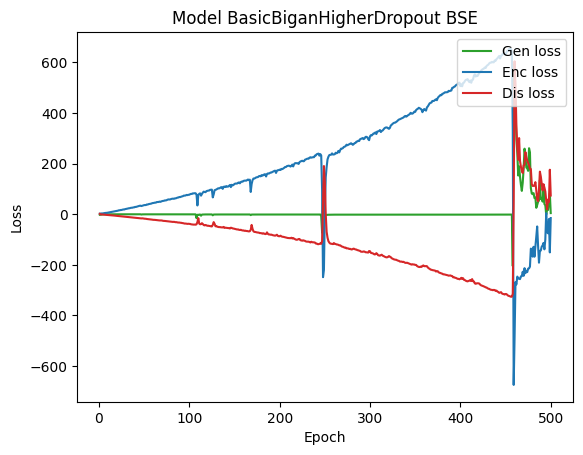 Model BasicBiganHigherDropout BSE
Gen loss
Enc loss
Dis loss
600
400
200
0
−200
−400
−600
Loss
0 100 200 300 400 500
Epoch